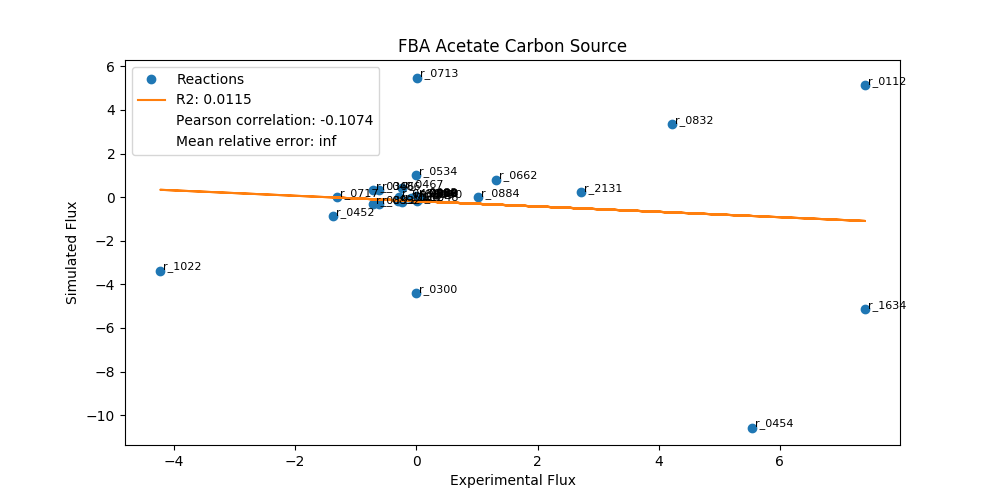 FBA Acetate Carbon Source
Reactions
R2: 0.0115
Pearson correlation: -0.1074
Mean relative error: inf
r_0713
r_0112
r_0832
r_0534
r_0662
r_2131
r_0467
r_0717
r_0884
r_0452
r_1022
r_0300
r_1634
r_0454
6
4
2
0
−2
−4
−6
−8
−10
−4
−2
0
2
4
6
Simulated Flux
Experimental Flux